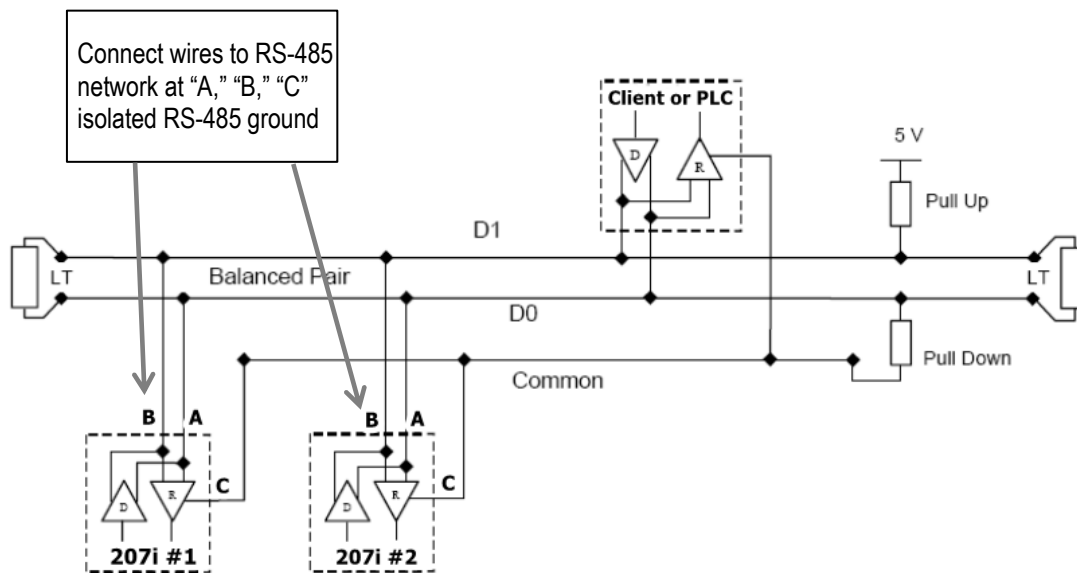 Connect wires to RS-485
network at “A,” “B,” “C”
isolated RS-485 ground
Client or PLC
D
R
5 V
Pull Up
D1
LT
Balanced Pair
LT
D0
Pull Down
Common
B
A
B
A
C
C
D
R
D
R
207i #1
207i #2